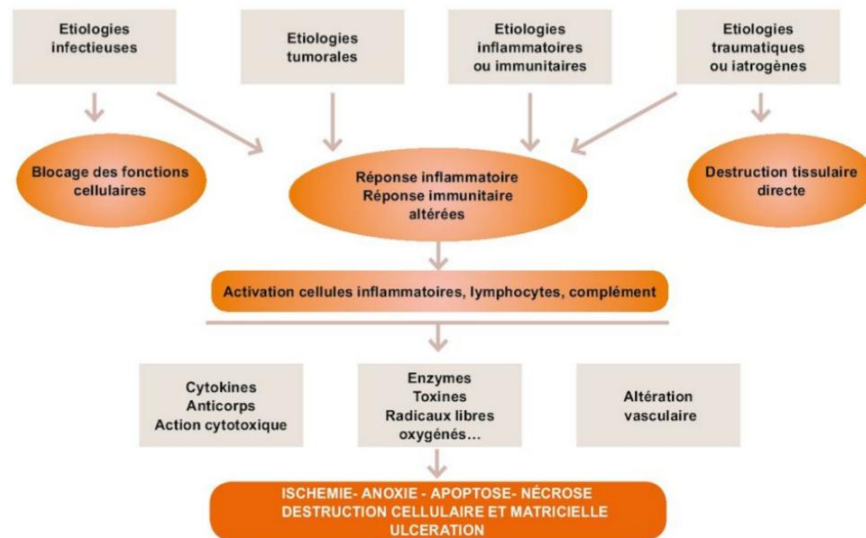 Etiologies
infectieuses
Etiologies
tumorales
Etiologies
inflammatoires
ou immunitaires
Etiologies
traumatiques
ou iatrogènes
Blocage des fonctions
cellulaires
Réponse inflammatoire
Réponse immunitaire
altérées
Destruction tissulaire
directe
Activation cellules inflammatoires, lymphocytes, complément
Cytokines
Anticorps
Action cytotoxique
Enzymes
Toxines
Radicaux libres
oxygénés...
Altération
vasculaire
ISCHEMIE- ANOXIE - APOPTOSE- NÉCROSE
DESTRUCTION CELLULAIRE ET MATRICIELLE
ULCERATION